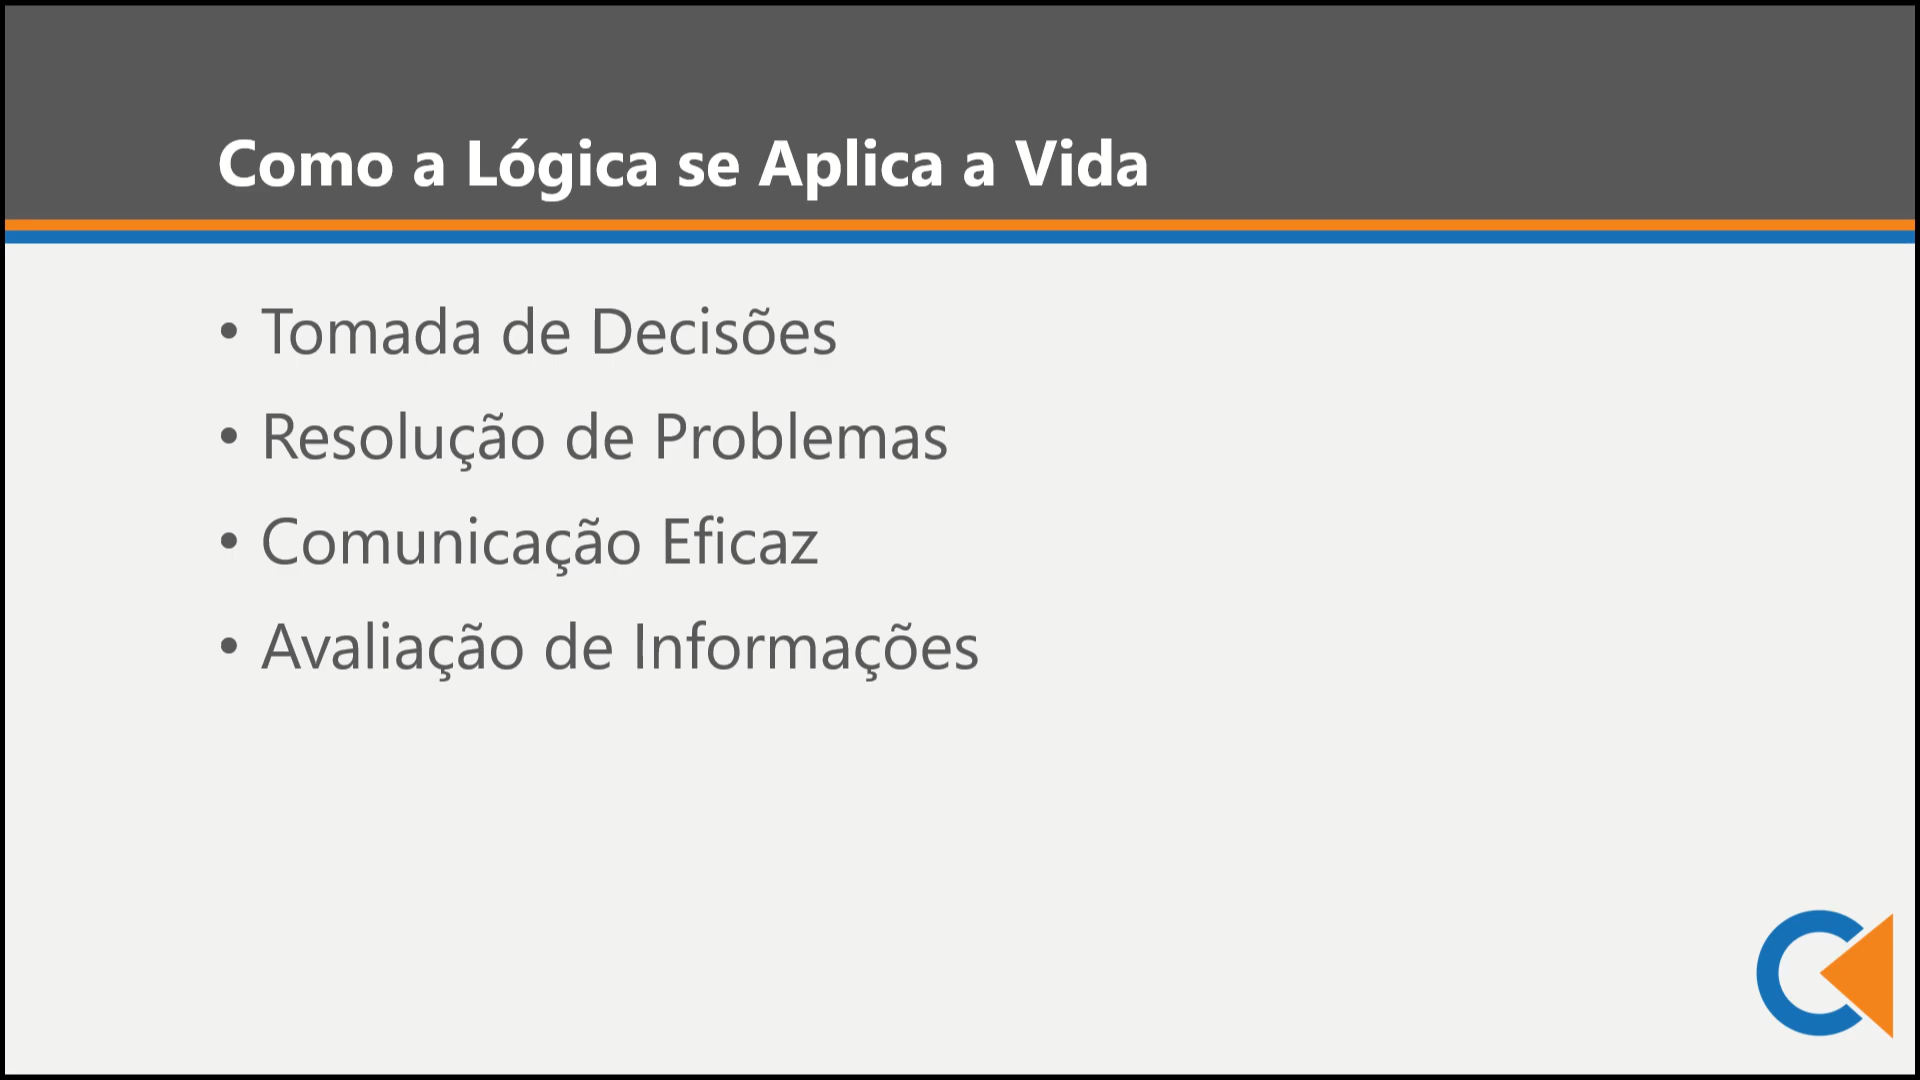 Como a Lógica se Aplica a Vida
• Tomada de Decisões
• Resolução de Problemas
• Comunicação Eficaz
• Avaliação de Informações